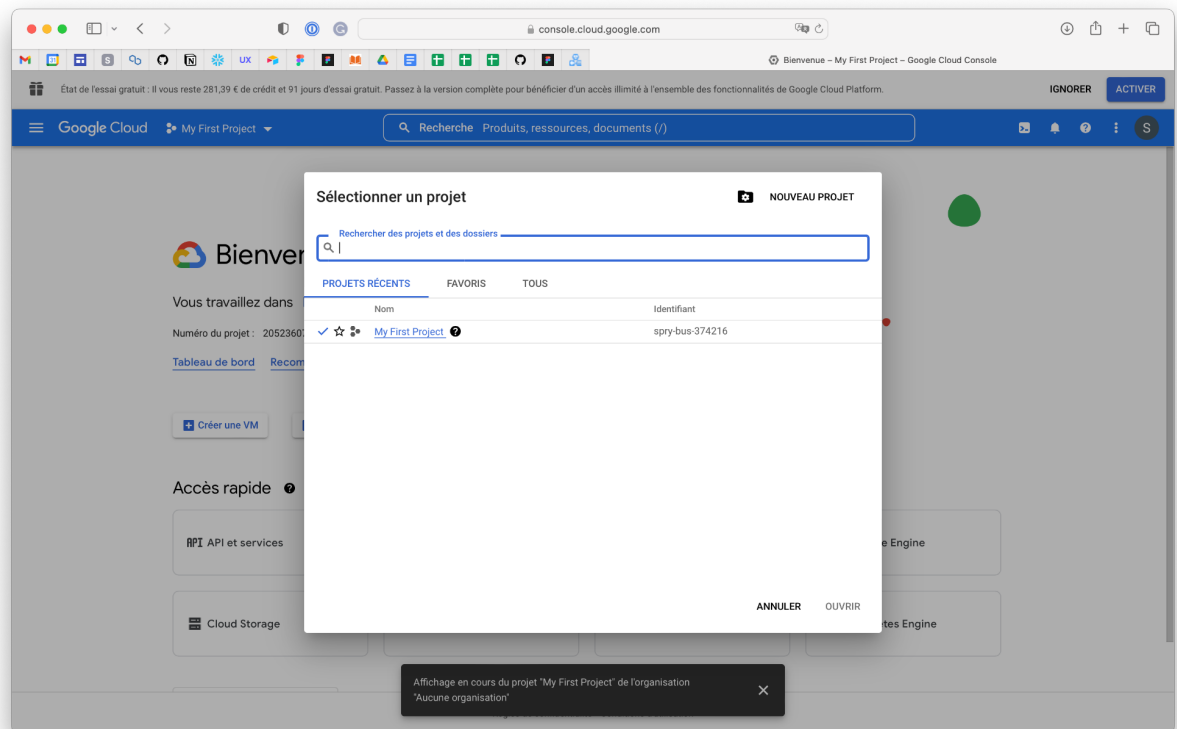 console.cloud.google.com
Bienvenue – My First Project – Google Cloud Console
État de l'essai gratuit : Il vous reste 281,39 € de crédit et 91 jours d'essai gratuit. Passez à la version complète pour bénéficier d'un accès illimité à l'ensemble des fonctionnalités de Google Cloud Platform.
IGNORER
ACTIVER
Google Cloud
My First Project
Recherche Produits, ressources, documents (/)
S
Sélectionner un projet
NOUVEAU PROJET
Rechercher des projets et des dossiers
PROJETS RÉCENTS
FAVORIS
TOUS
Nom
Identifiant
My First Project
spry-bus-374216
ANNULER
OUVRIR
Bienver
Vous travaillez dans
Numéro du projet : 2052360
Tableau de bord
Recom
Créer une VM
Accès rapide
API API et services
e Engine
Cloud Storage
tes Engine
Affichage en cours du projet "My First Project" de l'organisation
"Aucune organisation"